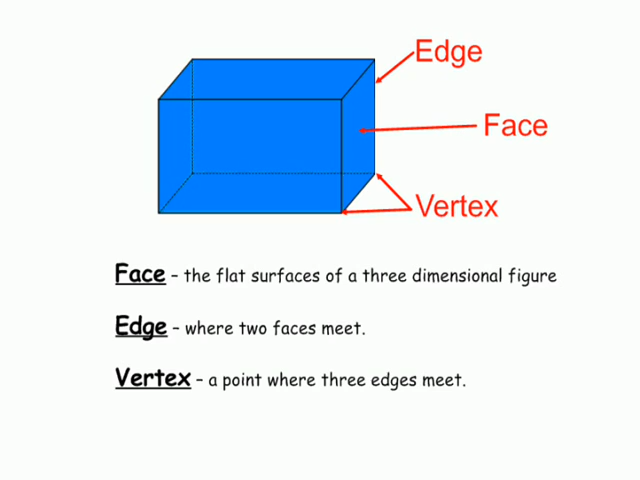 Edge
Face
Vertex
Face – the flat surfaces of a three dimensional figure
Edge – where two faces meet.
Vertex – a point where three edges meet.